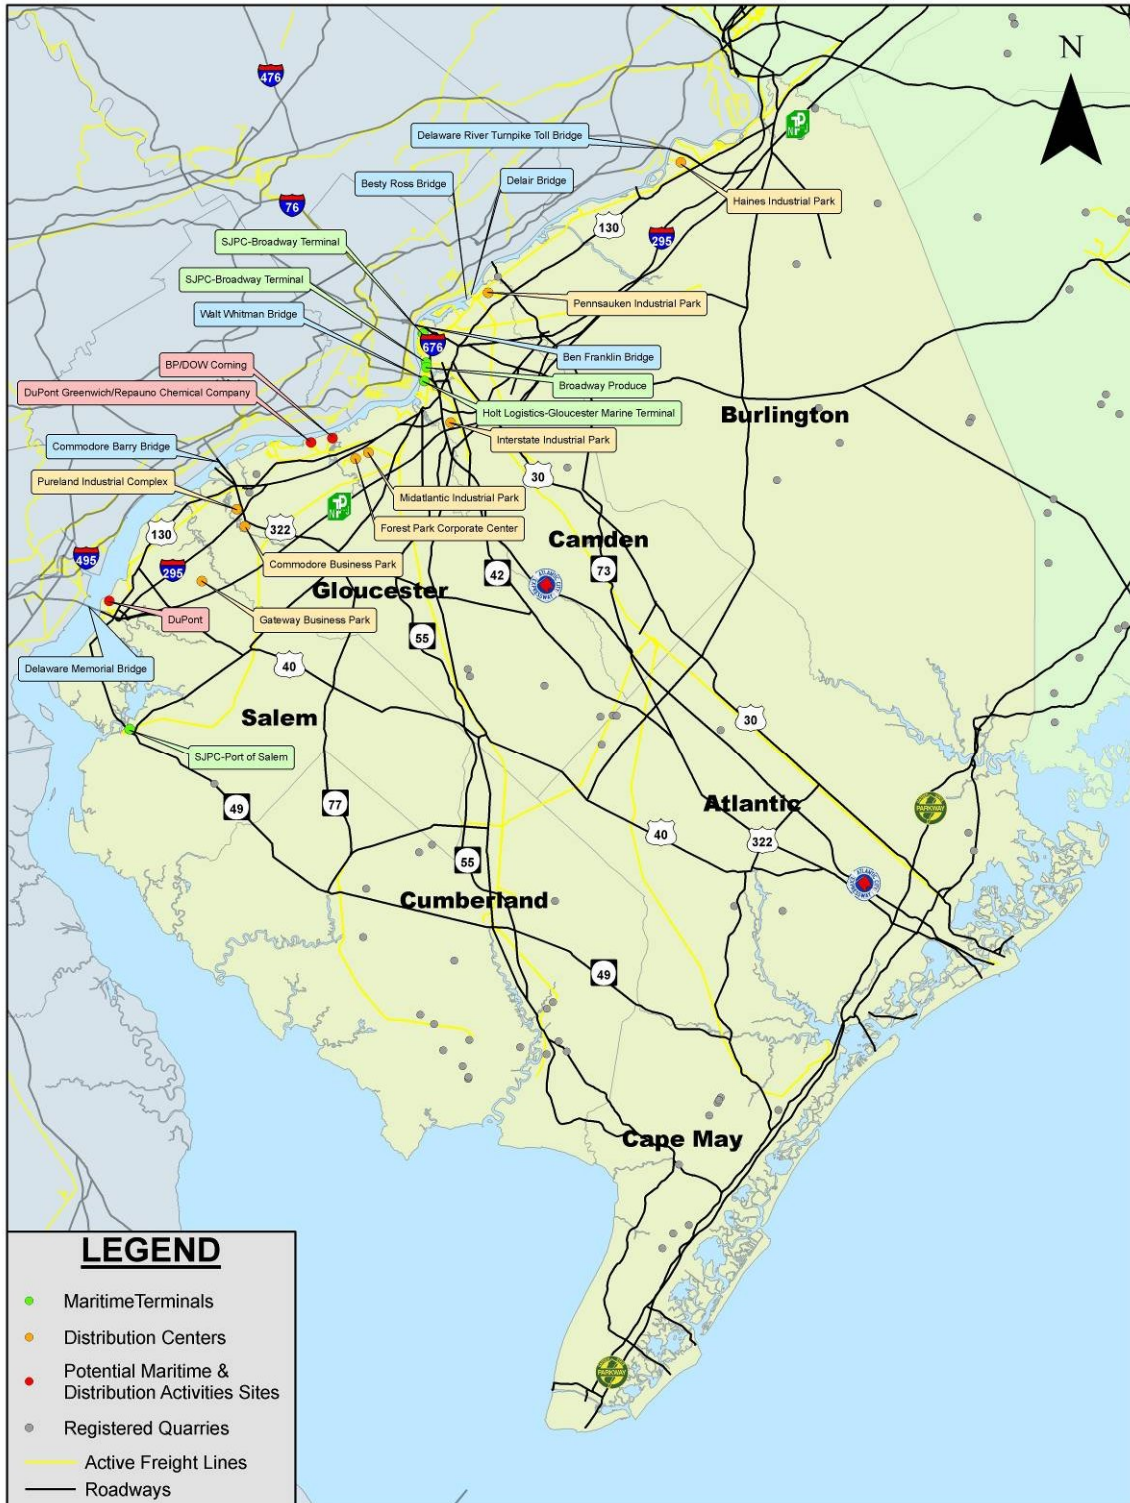 N
476
Delaware River Turnpike Toll Bridge
Besty Ross Bridge
Delair Bridge
Haines Industrial Park
76
130
295
SJPC-Broadway Terminal
SJPC-Broadway Terminal
Pennsauken Industrial Park
Walt Whitman Bridge
676
Ben Franklin Bridge
BP/DOW Corning
Broadway Produce
DuPont Greenwich/Repauno Chemical Company
Holt Logistics-Gloucester Marine Terminal
Burlington
Commodore Barry Bridge
Interstate Industrial Park
Pureland Industrial Complex
30
Midatlantic Industrial Park
Forest Park Corporate Center
130
322
Camden
495
295
Commodore Business Park
42
73
Gloucester
DuPont
Gateway Business Park
55
Delaware Memorial Bridge
40
Salem
30
SJPC-Port of Salem
49
77
Atlantic
PARKWAY
40
322
55
Cumberland
49
Cape May
PARKWAY
LEGEND
MaritimeTerminals
Distribution Centers
Potential Maritime &
Distribution Activities Sites
Registered Quarries
Active Freight Lines
Roadways